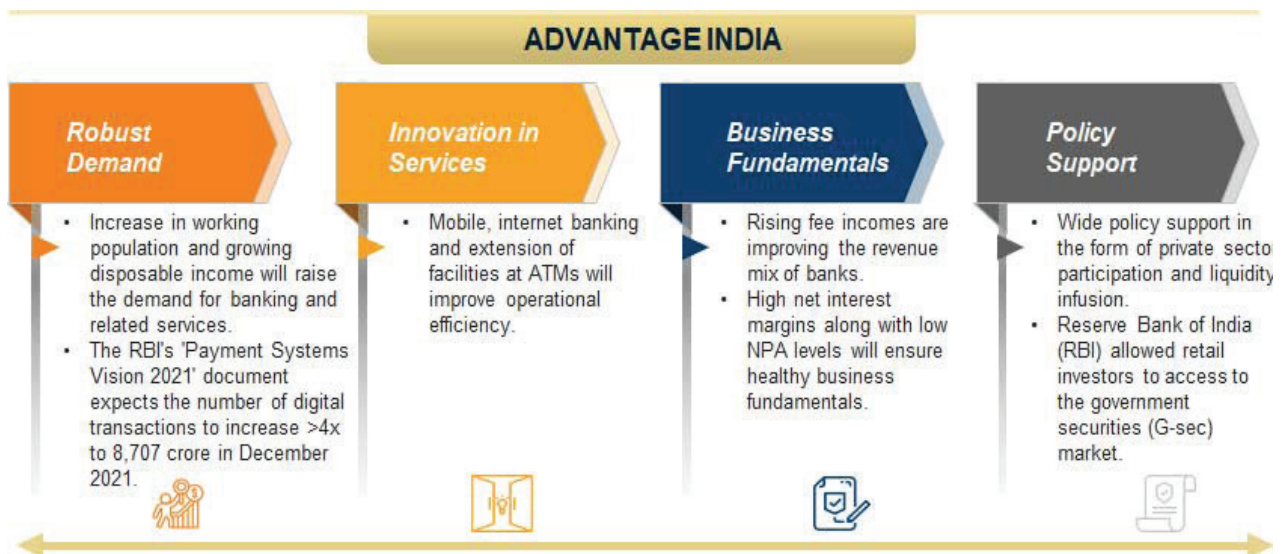 ADVANTAGE INDIA
Robust
Demand
• Increase in working
population and growing
disposable income will raise
the demand for banking and
related services.
• The RBI's 'Payment Systems
Vision 2021' document
expects the number of digital
transactions to increase >4x
to 8,707 crore in December
2021.
Innovation in
Services
• Mobile, internet banking
and extension of
facilities at ATMs will
improve operational
efficiency.
Business
Fundamentals
• Rising fee incomes are
improving the revenue
mix of banks.
• High net interest
margins along with low
NPA levels will ensure
healthy business
fundamentals.
Policy
Support
• Wide policy support in
the form of private secto
participation and liquidity
infusion.
• Reserve Bank of India
(RBI) allowed retail
investors to access to
the government
securities (G-sec)
market.